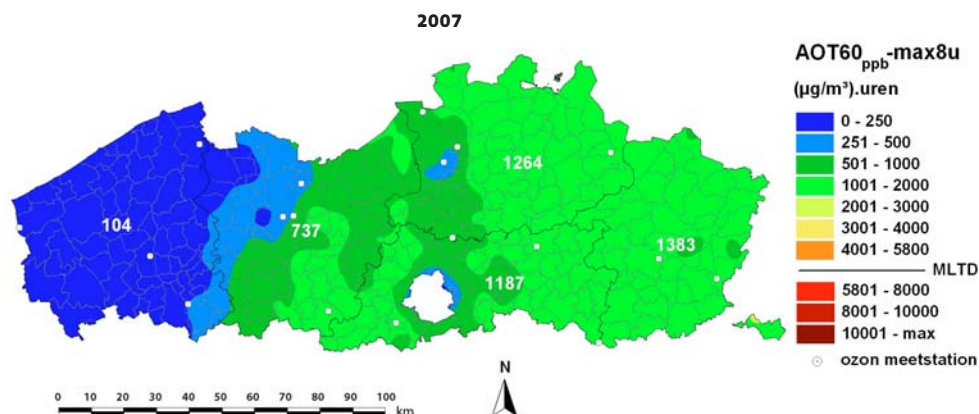 2007
AOT60ppb-max8u
(µg/m³).uren
0 - 250
251 - 500
501 - 1000
1001 - 2000
2001 - 3000
3001 - 4000
4001 - 5800
MLTD
5801 - 8000
8001 - 10000
10001 - max
ozon meetstation
1264
104
737
1383
1187
N
0 10 20 30 40 50 60 70 80 90 100
km